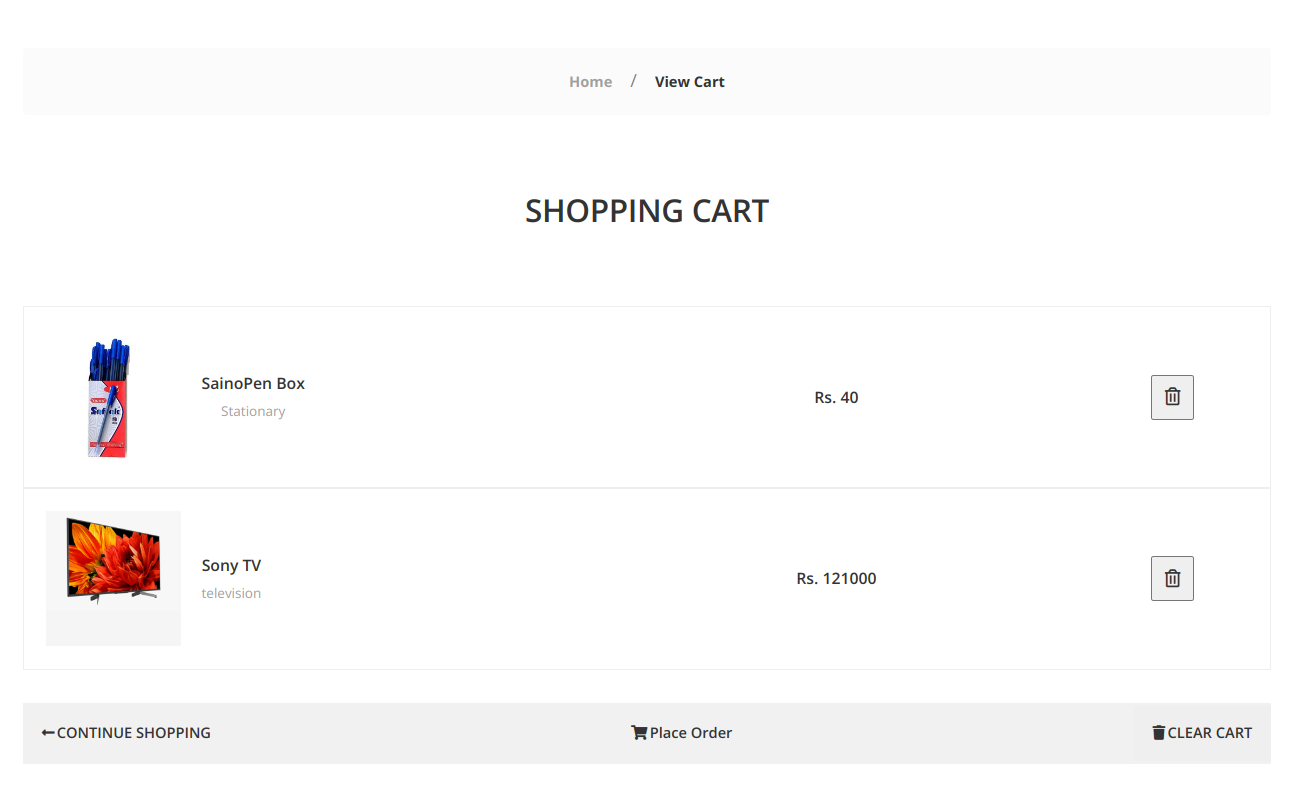 Home / View Cart
SHOPPING CART
SainoPen Box
Stationary
Rs. 40
Sony TV
television
Rs. 121000
CONTINUE SHOPPING
Place Order
CLEAR CART